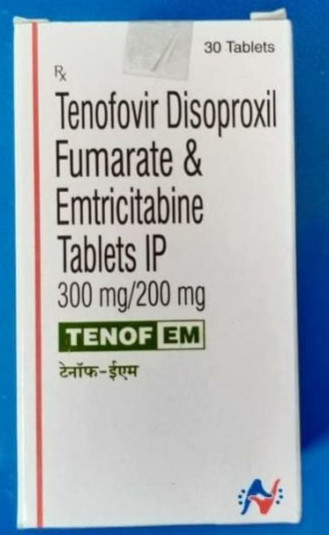 30 Tablets
Rx
Tenofovir Disoproxil
Fumarate &
Emtricitabine
Tablets IP
300 mg/200 mg
TENOF EM
टेनॉफ-ईएम